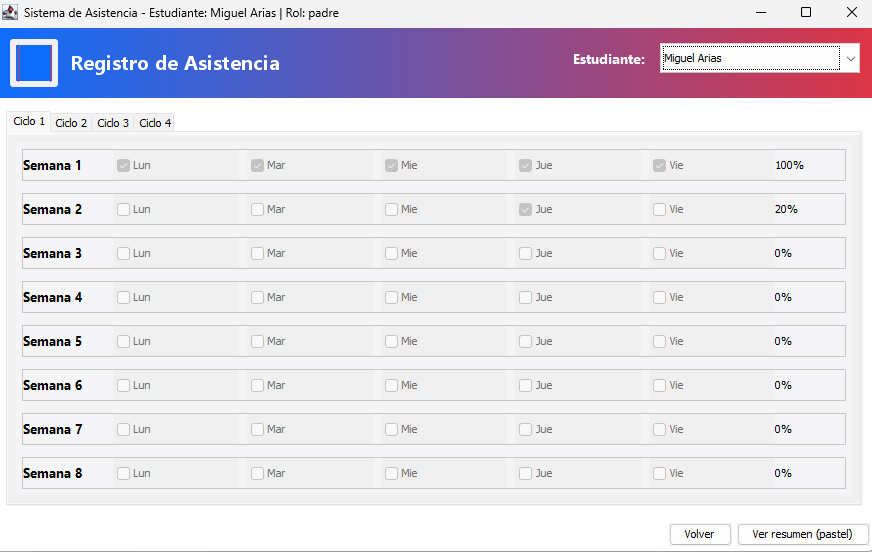 Sistema de Asistencia - Estudiante: Miguel Arias | Rol: padre
Registro de Asistencia
Estudiante: Miguel Arias
Ciclo 1 Ciclo 2 Ciclo 3 Ciclo 4
Semana 1 Lun Mar Mie Jue Vie 100%
Semana 2 Lun Mar Mie Jue Vie 20%
Semana 3 Lun Mar Mie Jue Vie 0%
Semana 4 Lun Mar Mie Jue Vie 0%
Semana 5 Lun Mar Mie Jue Vie 0%
Semana 6 Lun Mar Mie Jue Vie 0%
Semana 7 Lun Mar Mie Jue Vie 0%
Semana 8 Lun Mar Mie Jue Vie 0%
Volver Ver resumen (pastel)